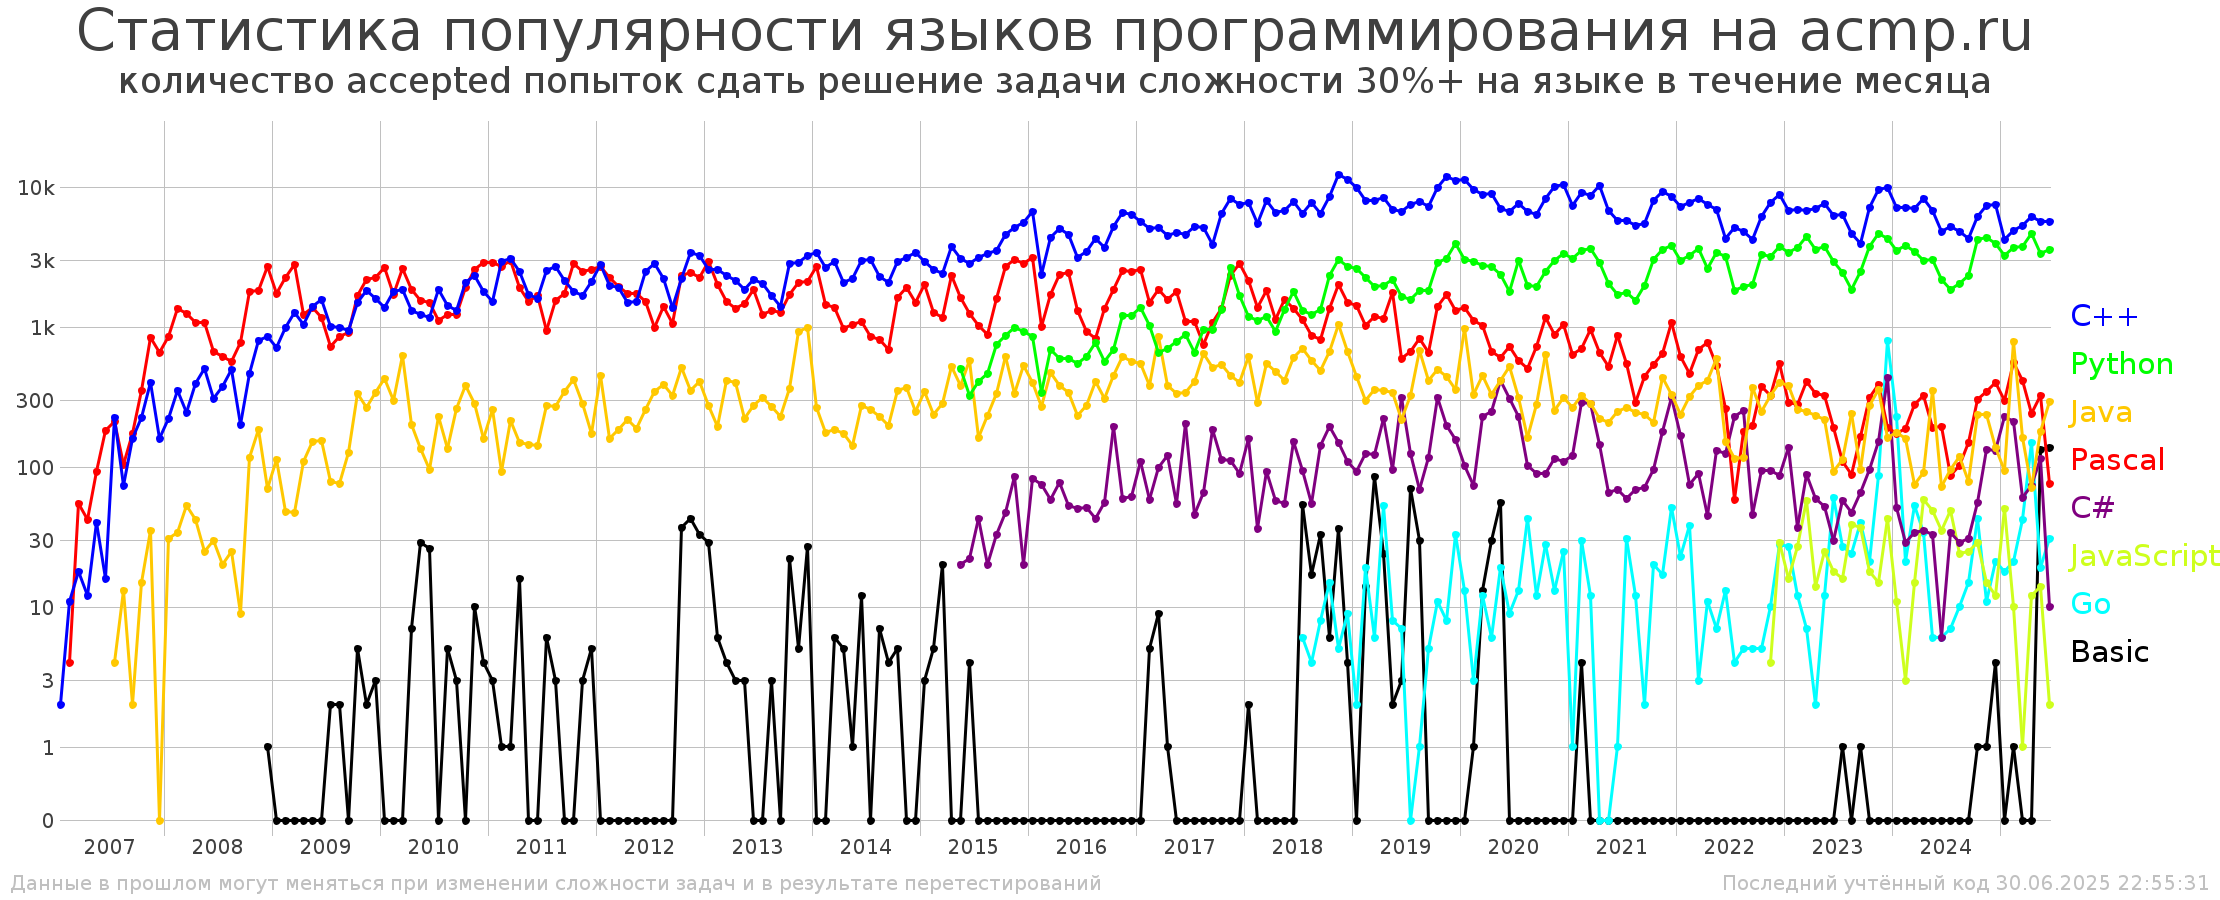 Статистика популярности языков программирования на acmp.ru
количество accepted попыток сдать решение задачи сложности 30%+ на языке в течение месяца
10k
3k
1k
300
100
30
10
3
1
0
C++
Python
Java
Pascal
C#
JavaScript
Go
Basic
2007 2008 2009 2010 2011 2012 2013 2014 2015 2016 2017 2018 2019 2020 2021 2022 2023 2024
Данные в прошлом могут меняться при изменении сложности задач и в результате перетестирований
Последний учтённый код 30.06.2025 22:55:31